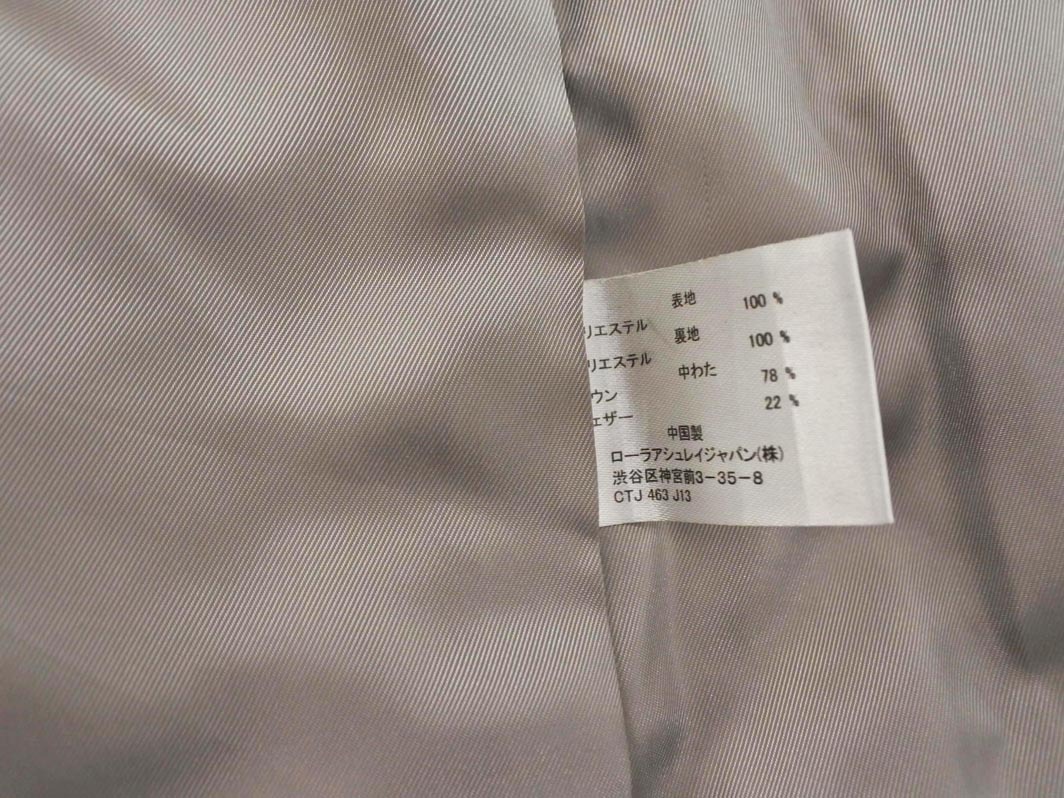 表地
リエステル 100 %
裏地
リエステル 100 %
中わた
ウン 78 %
ェザー 22 %
中国製
ローラアシュレイジャパン(株)
渋谷区神宮前3-35-8
CTJ 463 J13